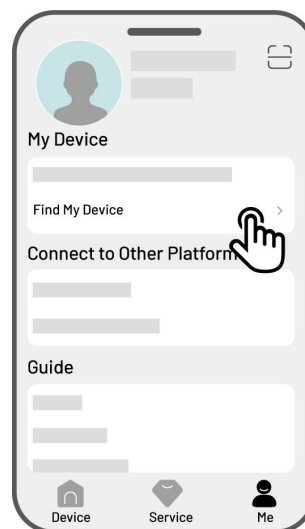 My Device
Find My Device
Connect to Other Platform
Guide
Device Service Me